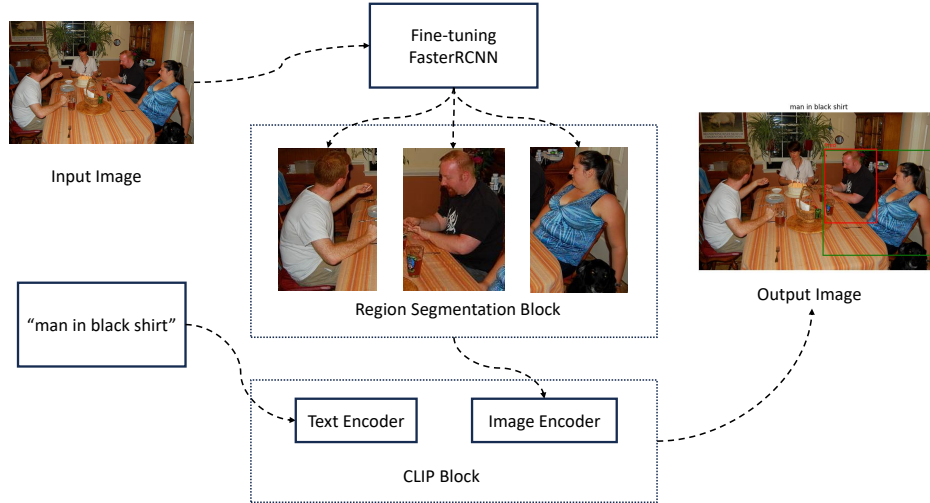 Fine-tuning
FasterRCNN
Input Image
man in black shirt
Region Segmentation Block
Output Image
“man in black shirt”
Text Encoder
Image Encoder
CLIP Block